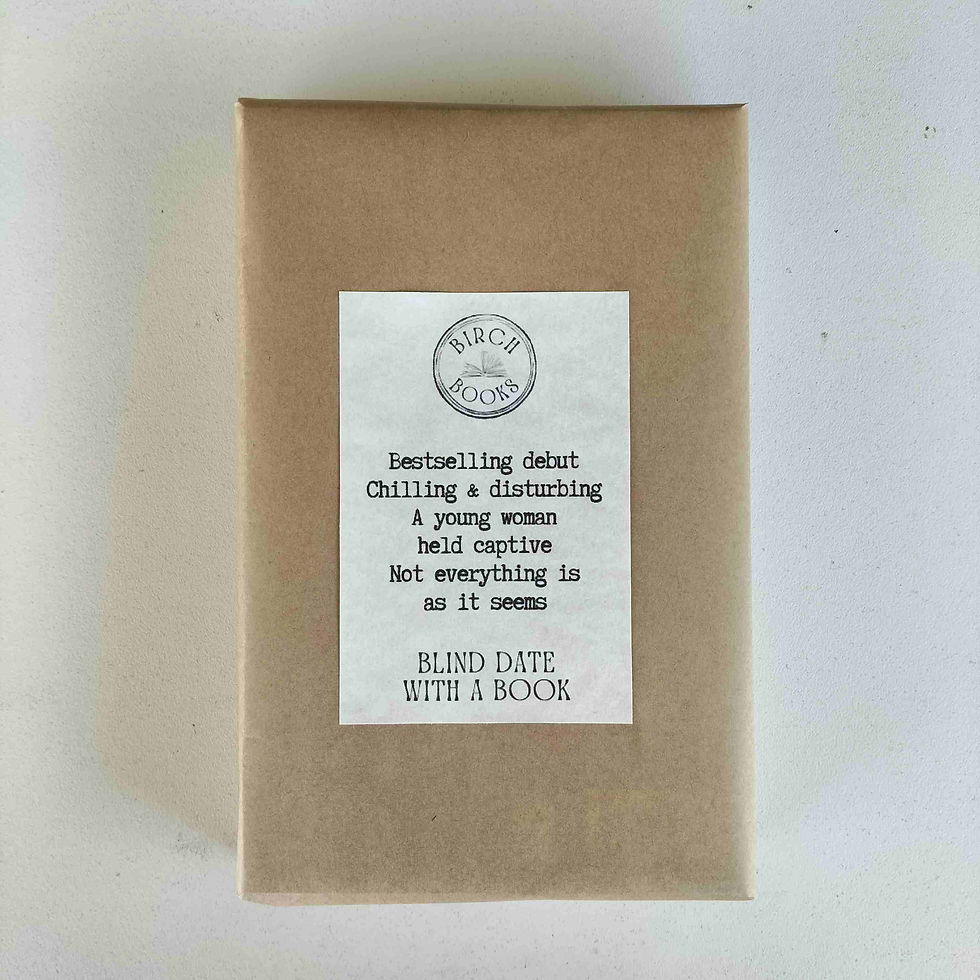 BIRCH
BOOKS
Bestselling debut
Chilling & disturbing
A young woman
held captive
Not everything is
as it seems
BLIND DATE
WITH A BOOK